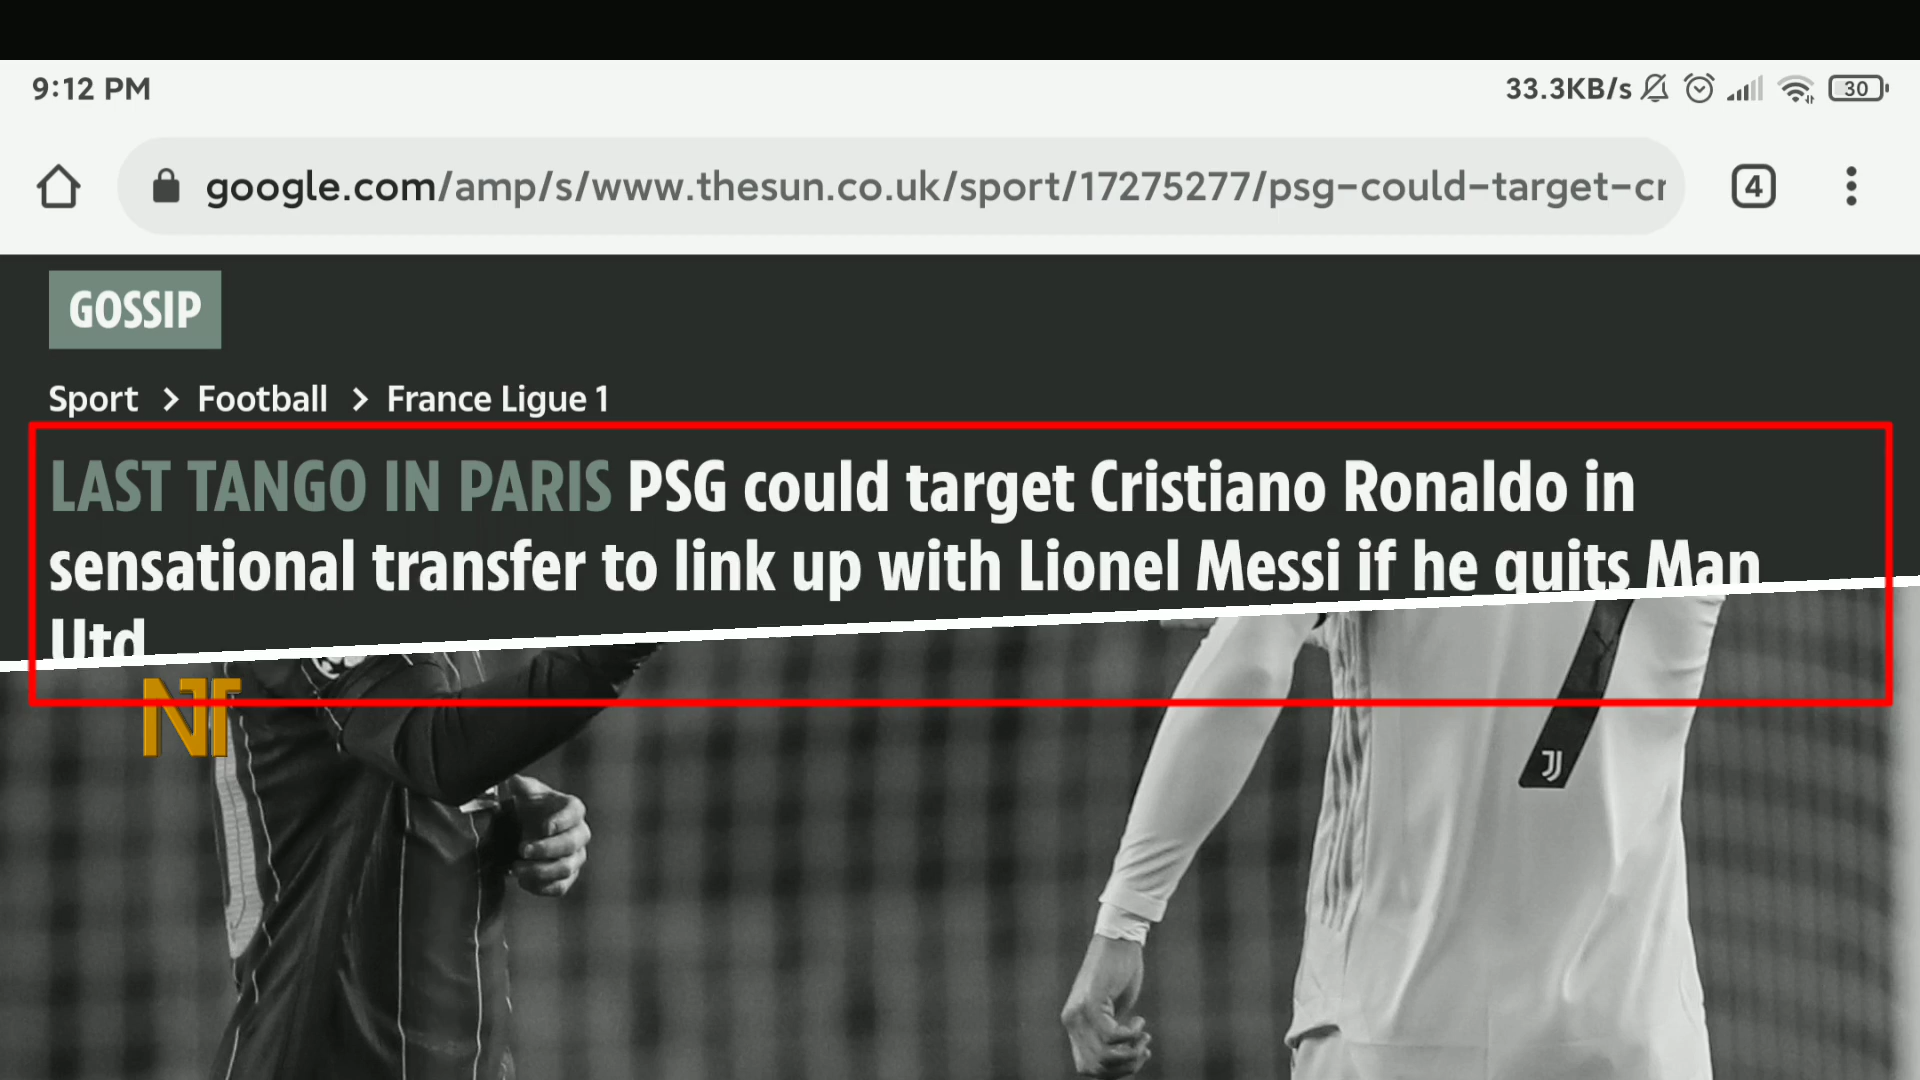 9:12 PM
33.3KB/s
30
google.com/amp/s/www.thesun.co.uk/sport/17275277/psg-could-target-cr
4
GOSSIP
Sport > Football > France Ligue 1
LAST TANGO IN PARIS PSG could target Cristiano Ronaldo in
sensational transfer to link up with Lionel Messi if he quits Man
Utd
NT